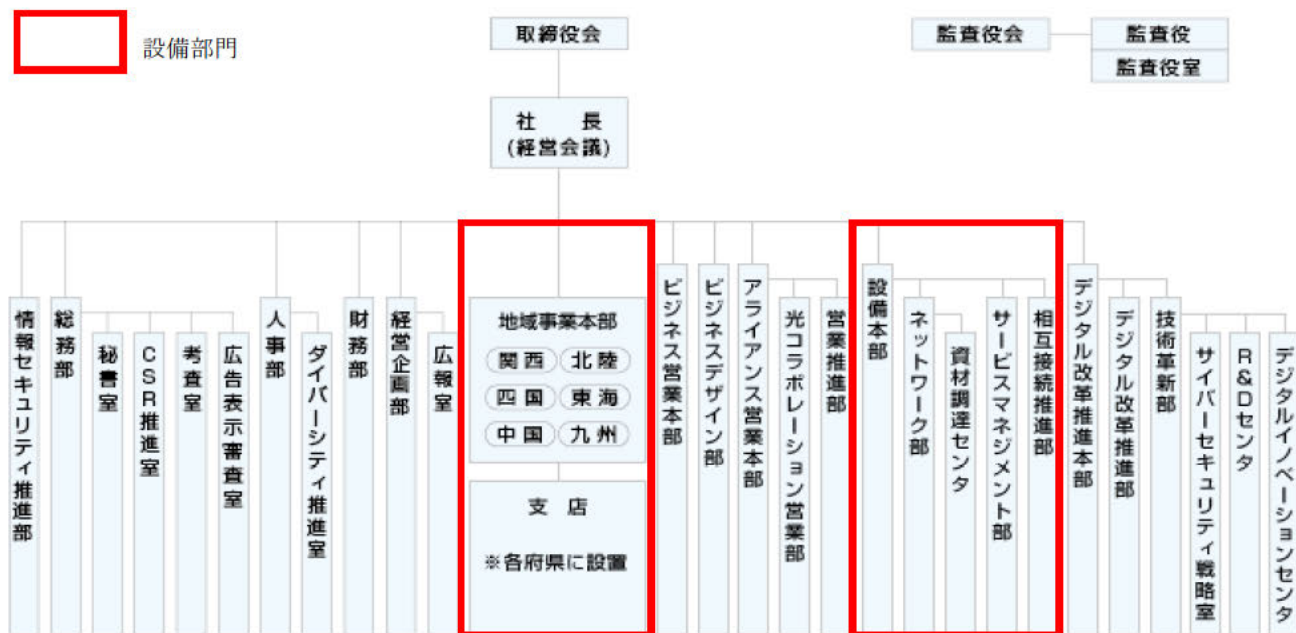 設備部門
取締役会
監査役会
監査役
監査役室
社 長
(経営会議)
情報セキュリティ推進部
総務部
秘書室
CSR推進室
考査室
広告表示審査室
人事部
ダイバーシティ推進室
財務部
経営企画部
広報室
地域事業本部
関西 北陸
四国 東海
中国 九州
支 店
※各府県に設置
ビジネス営業本部
ビジネスデザイン部
アライアンス営業本部
光コラボレーション営業部
営業推進部
設備本部
ネットワーク部
資材調達センタ
サービスマネジメント部
相互接続推進部
デジタル改革推進本部
デジタル改革推進部
技術革新部
サイバーセキュリティ戦略室
R&Dセンタ
デジタルイノベーションセンタ